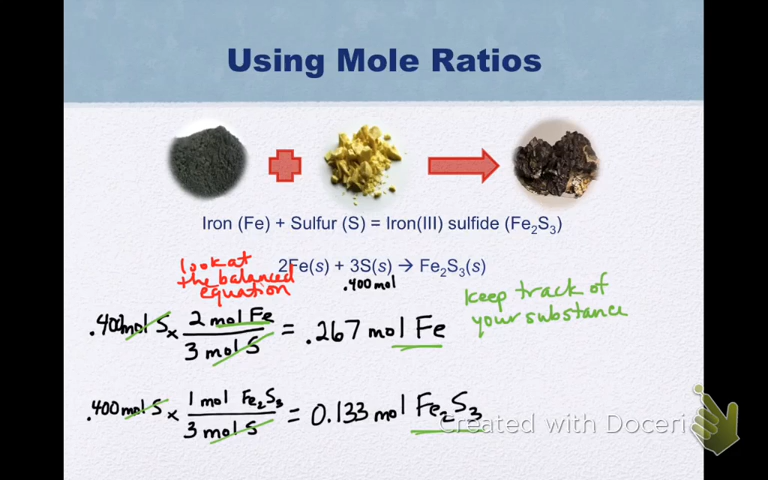 Using Mole Ratios
Iron (Fe) + Sulfur (S) = Iron(III) sulfide (Fe₂S₃)
look at
the balanced
equation
2Fe(s) + 3S(s) → Fe₂S₃(s)
.400 mol
keep track of
your substance
.400 mol S x 2 mol Fe / 3 mol S = .267 mol Fe
.400 mol S x 1 mol Fe₂S₃ / 3 mol S = 0.133 mol Fe₂S₃
Created with Doceri